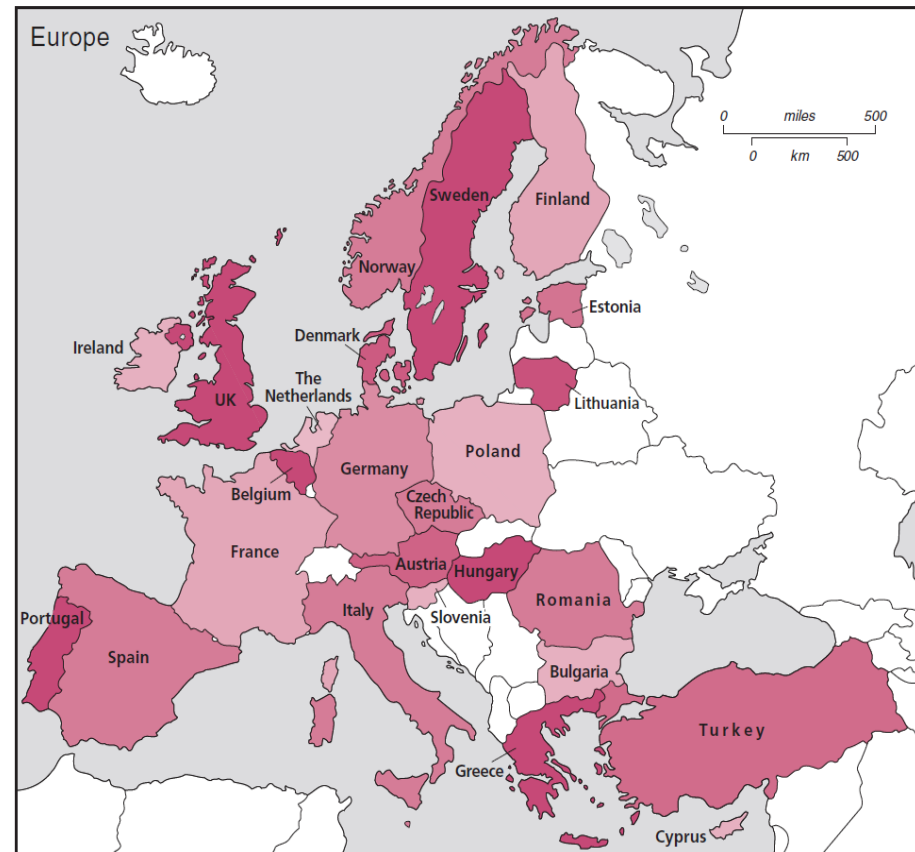 Europe
0 miles 500
0 km 500
Sweden
Finland
Norway
Estonia
Denmark
Ireland
The
Netherlands
Lithuania
UK
Poland
Germany
Belgium
Czech
Republic
France
Austria
Hungary
Romania
Italy
Slovenia
Portugal
Spain
Bulgaria
Turkey
Greece
Cyprus